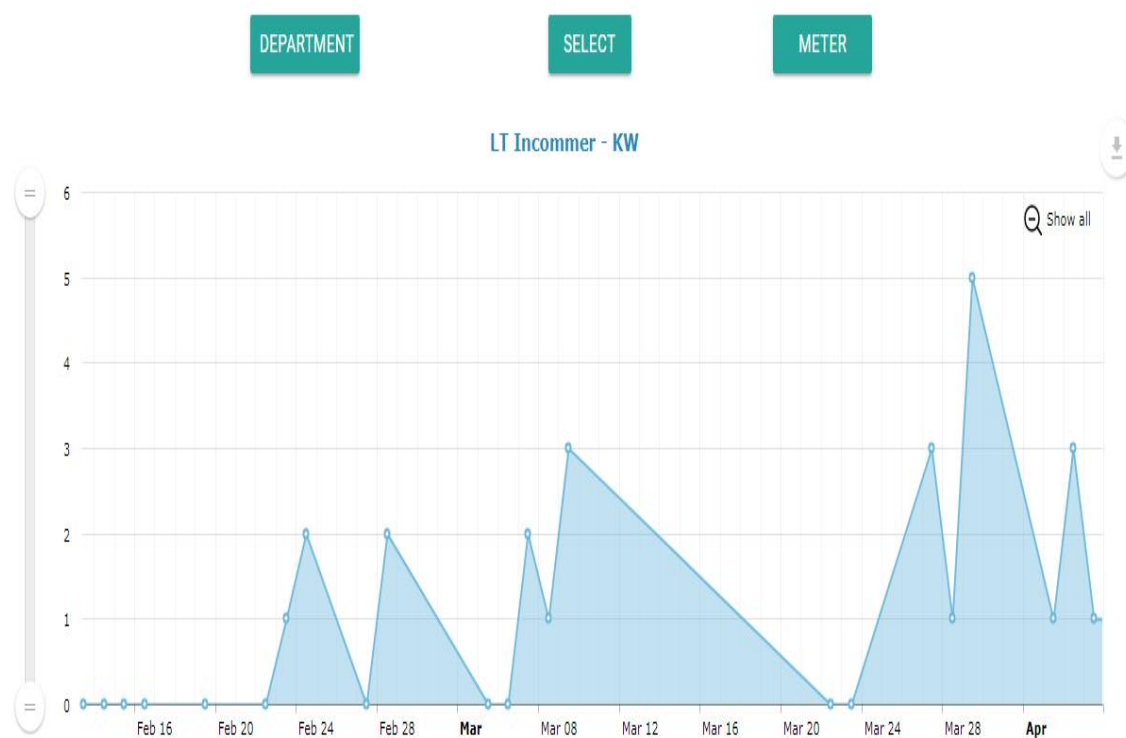 DEPARTMENT SELECT METER
LT Incommer - KW
Show all
6
5
4
3
2
1
0
Feb 16 Feb 20 Feb 24 Feb 28 Mar Mar 08 Mar 12 Mar 16 Mar 20 Mar 24 Mar 28 Apr